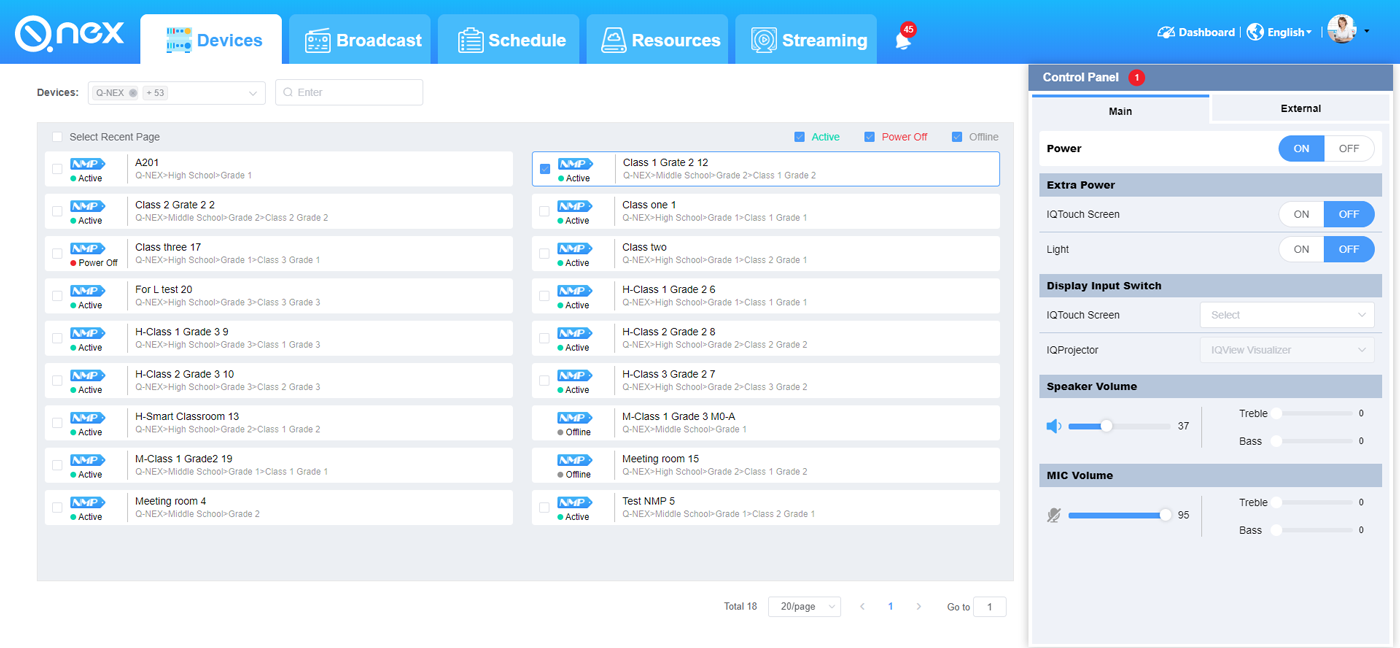 Qnex
Devices
Broadcast
Schedule
Resources
Streaming
45
Dashboard
English
Devices:
Q-NEX
+ 53
Enter
Select Recent Page
Active
Power Off
Offline
NMP
Active
A201
Q-NEX>High School>Grade 1
NMP
Active
Class 1 Grate 2 12
Q-NEX>Middle School>Grade 2>Class 1 Grade 2
NMP
Active
Class 2 Grate 2 2
Q-NEX>Middle School>Grade 2>Class 2 Grade 2
NMP
Active
Class one 1
Q-NEX>High School>Grade 1>Class 1 Grade 1
NMP
Power Off
Class three 17
Q-NEX>High School>Grade 1>Class 3 Grade 1
NMP
Active
Class two
Q-NEX>High School>Grade 1>Class 2 Grade 1
NMP
Active
For L test 20
Q-NEX>High School>Grade 3>Class 3 Grade 3
NMP
Active
H-Class 1 Grade 2 6
Q-NEX>High School>Grade 1>Class 1 Grade 1
NMP
Active
H-Class 1 Grade 3 9
Q-NEX>High School>Grade 3>Class 1 Grade 3
NMP
Active
H-Class 2 Grade 2 8
Q-NEX>High School>Grade 2>Class 2 Grade 2
NMP
Active
H-Class 2 Grade 3 10
Q-NEX>High School>Grade 3>Class 2 Grade 3
NMP
Active
H-Class 3 Grade 2 7
Q-NEX>High School>Grade 2>Class 3 Grade 2
NMP
Active
H-Smart Classroom 13
Q-NEX>High School>Grade 2>Class 1 Grade 2
NMP
Offline
M-Class 1 Grade 3 M0-A
Q-NEX>Middle School>Grade 1
NMP
Active
M-Class 1 Grade2 19
Q-NEX>Middle School>Grade 1>Class 1 Grade 1
NMP
Offline
Meeting room 15
Q-NEX>High School>Grade 2>Class 1 Grade 2
NMP
Active
Meeting room 4
Q-NEX>Middle School>Grade 2
NMP
Active
Test NMP 5
Q-NEX>Middle School>Grade 1>Class 2 Grade 1
Total 18
20/page
1
Go to
1
Control Panel
1
Main
External
Power
ON
OFF
Extra Power
IQTouch Screen
ON
OFF
Light
ON
OFF
Display Input Switch
IQTouch Screen
Select
IQProjector
IQView Visualizer
Speaker Volume
37
Treble
0
Bass
0
MIC Volume
95
Treble
0
Bass
0